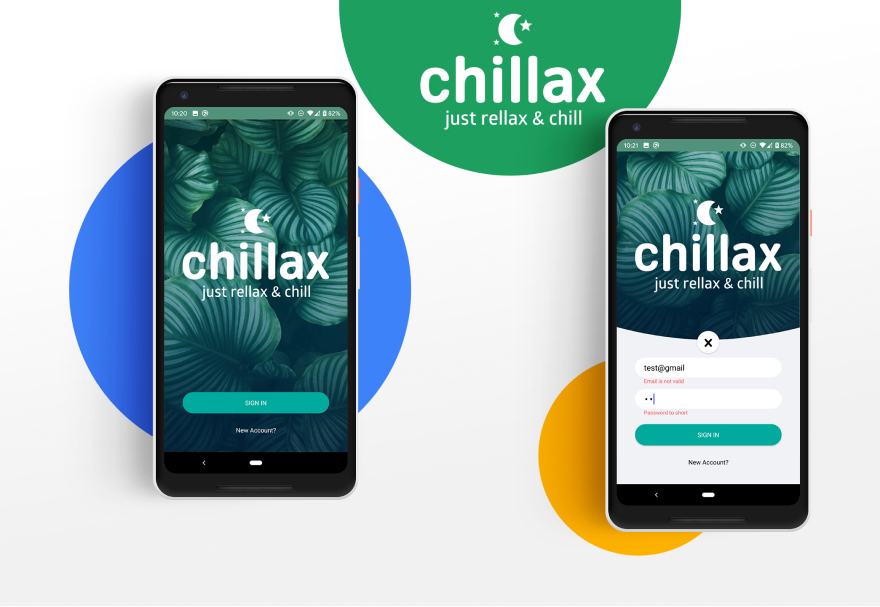 chillax
just rellax & chill
10:20
82%
chillax
just rellax & chill
SIGN IN
New Account?
10:21
82%
chillax
just rellax & chill
x
test@gmail
Email is not valid
Password to short
SIGN IN
New Account?